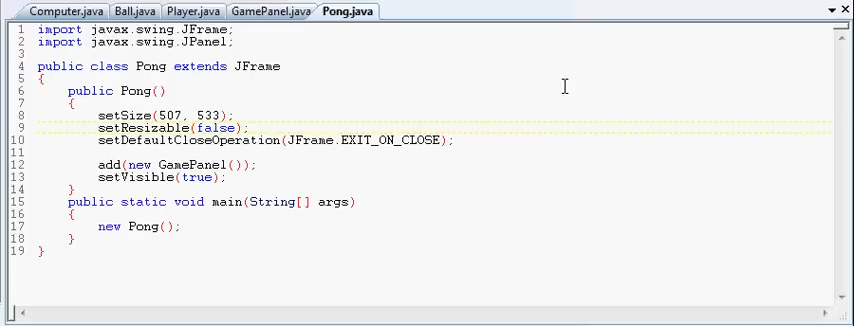 Computer.java Ball.java Player.java GamePanel.java Pong.java
1 import javax.swing.JFrame;
2 import javax.swing.JPanel;
3
4 public class Pong extends JFrame
5 {
6 public Pong()
7 {
8 setSize(507, 533);
9 setResizable(false);
10 setDefaultCloseOperation(JFrame.EXIT_ON_CLOSE);
11
12 add(new GamePanel());
13 setVisible(true);
14 }
15 public static void main(String[] args)
16 {
17 new Pong();
18 }
19 }